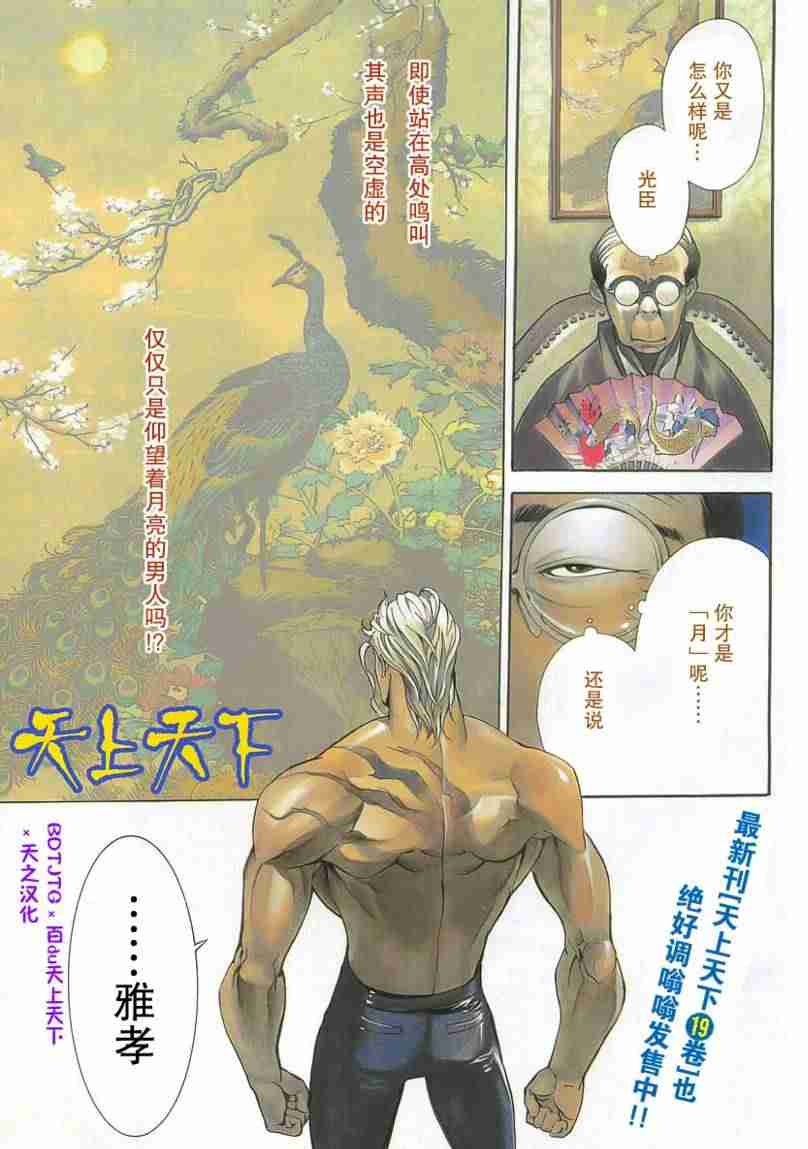 你又是
怎么样呢…
光臣
你才是
「月」呢……
还是说
即使站在高处鸣叫
其声也是空虚的
仅仅只是仰望着月亮的男人吗!?
天上天下
……雅孝
最新刊[天上天下19卷]也
绝好调嗡嗡发售中!!
BDTJTG×百du天上天下
×天之汉化